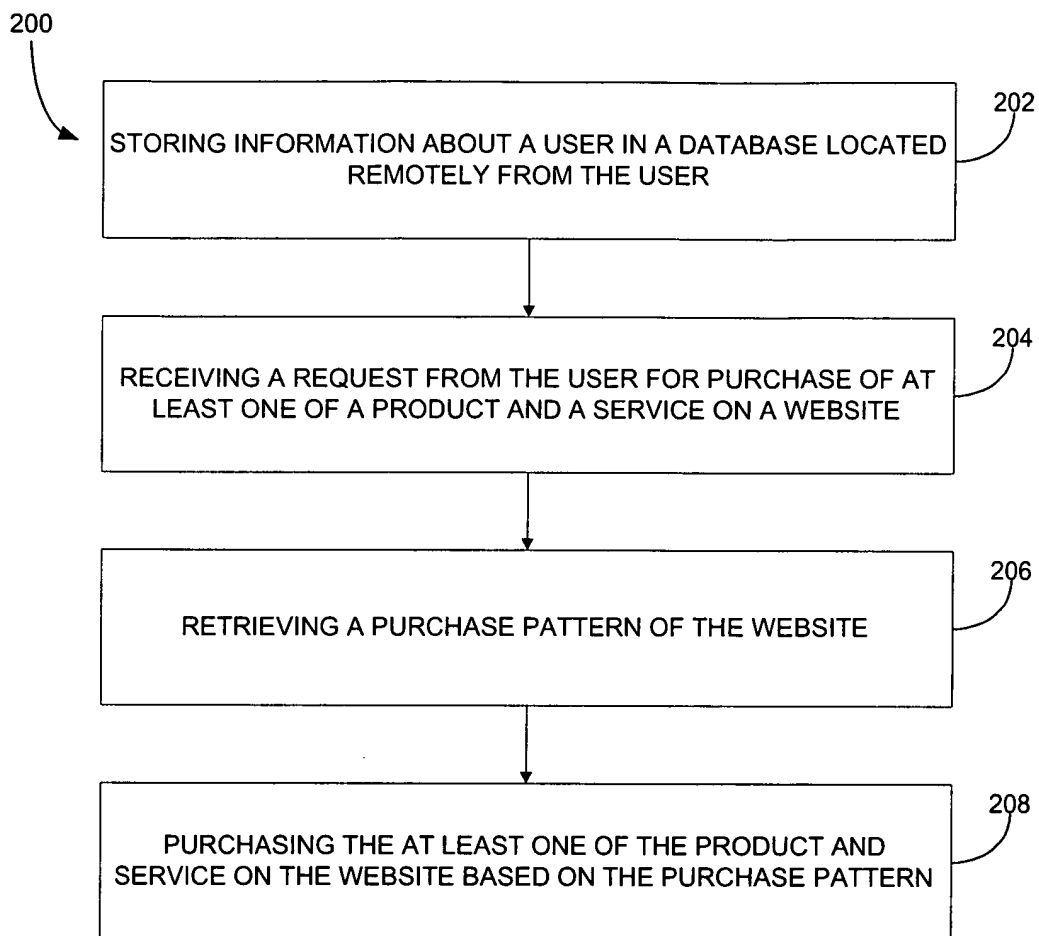 200
202
STORING INFORMATION ABOUT A USER IN A DATABASE LOCATED
REMOTELY FROM THE USER
204
RECEIVING A REQUEST FROM THE USER FOR PURCHASE OF AT
LEAST ONE OF A PRODUCT AND A SERVICE ON A WEBSITE
206
RETRIEVING A PURCHASE PATTERN OF THE WEBSITE
208
PURCHASING THE AT LEAST ONE OF THE PRODUCT AND
SERVICE ON THE WEBSITE BASED ON THE PURCHASE PATTERN